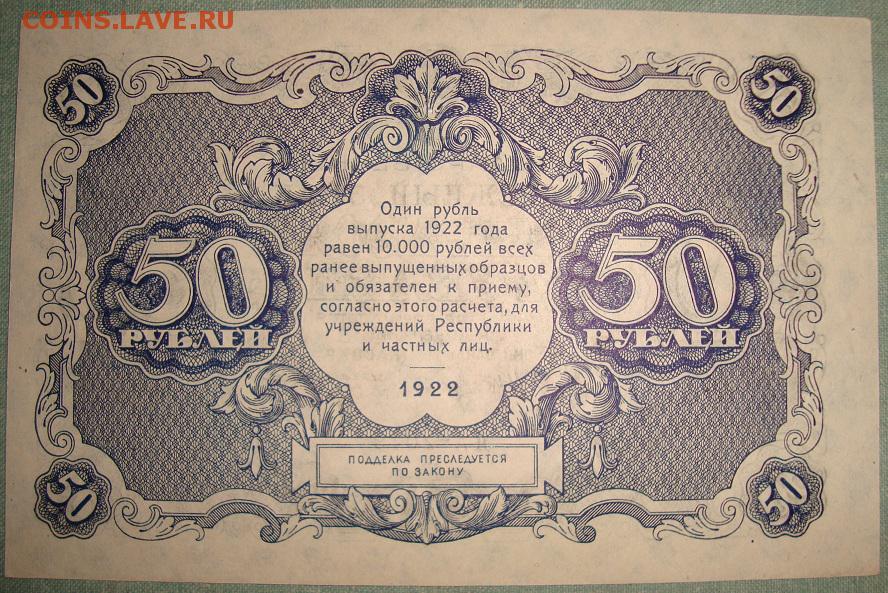 COINS.LAVE.RU
50
50
Один рубль
выпуска 1922 года
равен 10.000 рублей всех
ранее выпущенных образцов
и обязателен к приему,
согласно этого расчета, для
учреждений Республики
и частных лиц.
1922
50
РУБЛЕЙ
50
РУБЛЕЙ
ПОДДЕЛКА ПРЕСЛЕДУЕТСЯ
ПО ЗАКОНУ
50
50